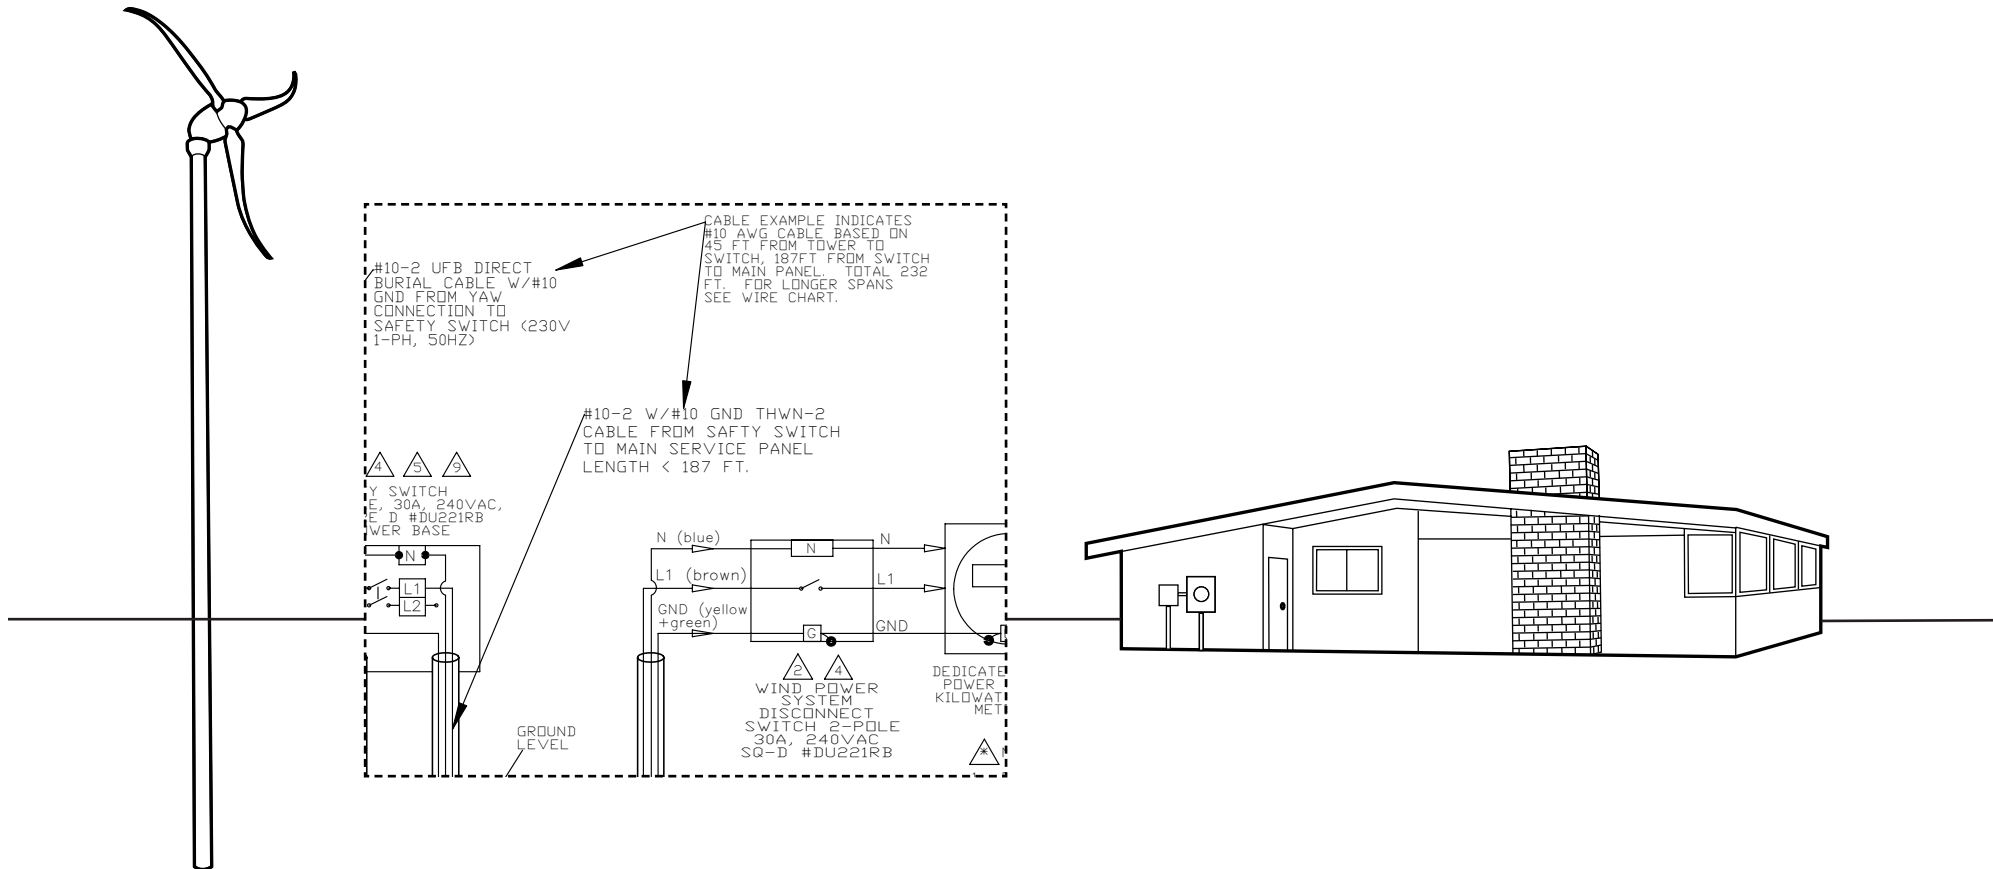 CABLE EXAMPLE INDICATES
#10 AWG CABLE BASED ON
45 FT FROM TOWER TO
SWITCH, 187FT FROM SWITCH
TO MAIN PANEL. TOTAL 232
FT. FOR LONGER SPANS
SEE WIRE CHART.
#10-2 UFB DIRECT
BURIAL CABLE W/#10
GND FROM YAW
CONNECTION TO
SAFETY SWITCH (230V
1-PH, 50HZ)
#10-2 W/#10 GND THWN-2
CABLE FROM SAFTY SWITCH
TO MAIN SERVICE PANEL
LENGTH < 187 FT.
4 5 9
Y SWITCH
E, 30A, 240VAC,
E D #DU221RB
WER BASE
N
L1
L2
N (blue)
N
N
L1 (brown)
L1
GND (yellow
+green)
G
GND
2 4
WIND POWER
SYSTEM
DISCONNECT
SWITCH 2-POLE
30A, 240VAC
SQ-D #DU221RB
DEDICATE
POWER
KILOWAT
MET
*
GROUND
LEVEL